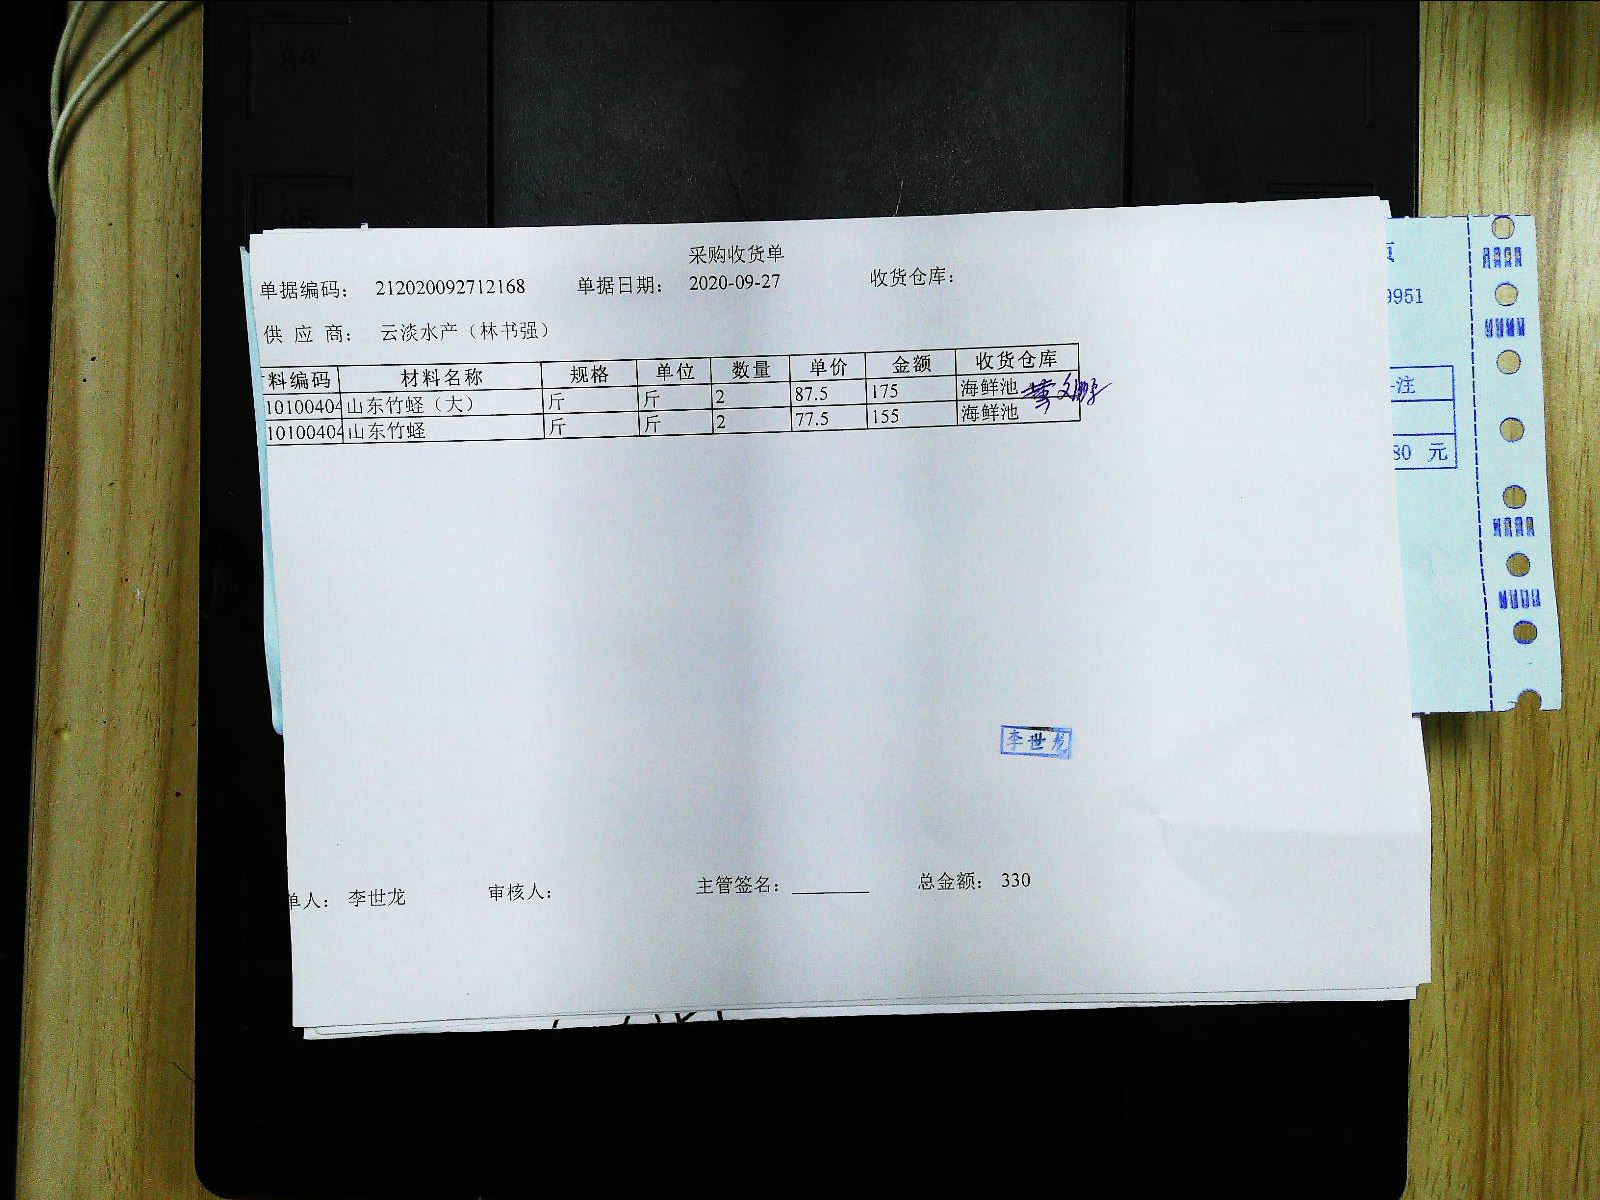 采购收货单
单据编码: 212020092712168 单据日期: 2020-09-27 收货仓库:
供 应 商: 云淡水产（林书强）
料编码 材料名称 规格 单位 数量 单价 金额 收货仓库
10100404 山东竹蛏（大） 斤 斤 2 87.5 175 海鲜池
10100404 山东竹蛏 斤 斤 2 77.5 155 海鲜池
9951
注
80 元
李世龙
单人: 李世龙 审核人: 主管签名: 总金额: 330